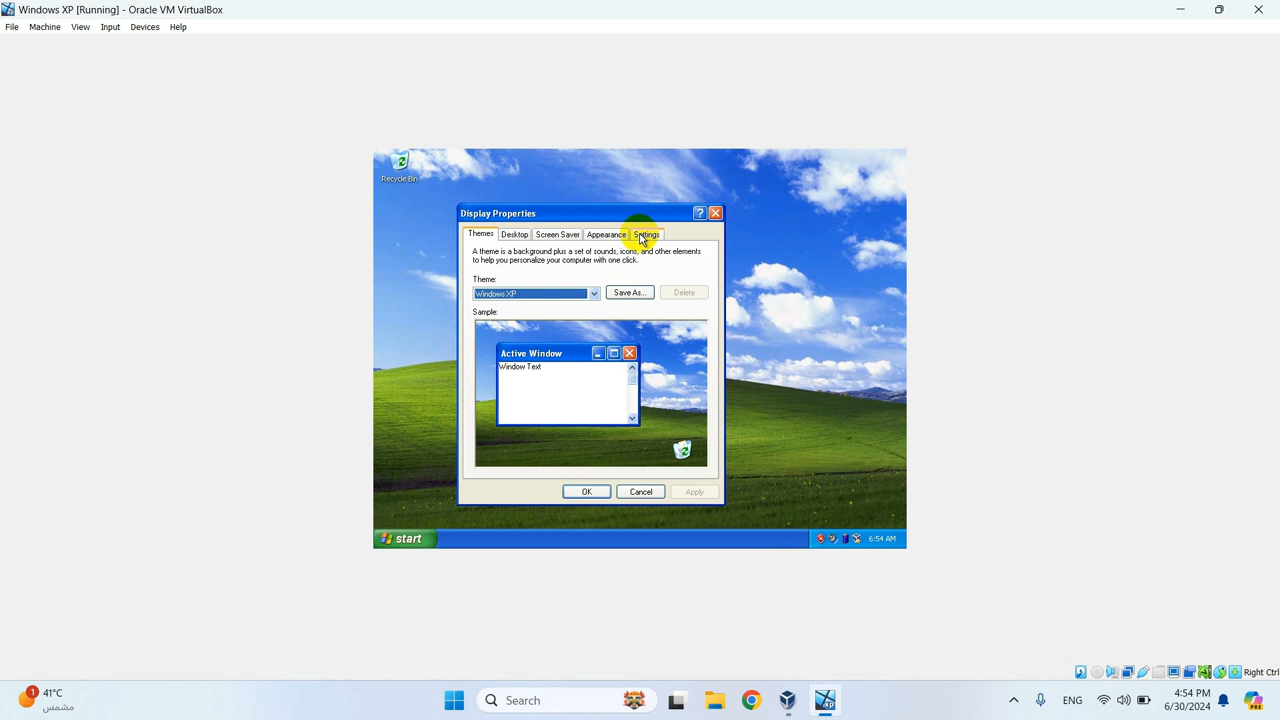 Windows XP [Running] - Oracle VM VirtualBox
File Machine View Input Devices Help
Recycle Bin
Display Properties
Themes Desktop Screen Saver Appearance Settings
A theme is a background plus a set of sounds, icons, and other elements
to help you personalize your computer with one click.
Theme:
Windows XP Save As... Delete
Sample:
Active Window
Window Text
OK Cancel Apply
start 6:54 AM
Right Ctrl
1 41°C
مشمس
Search
xp
ENG
4:54 PM
6/30/2024
PRE